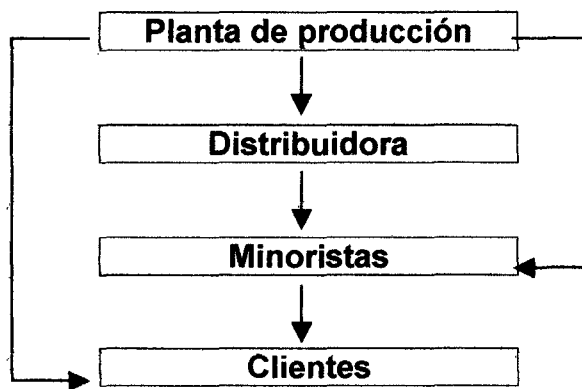 Planta de producción
Distribuidora
Minoristas
Clientes